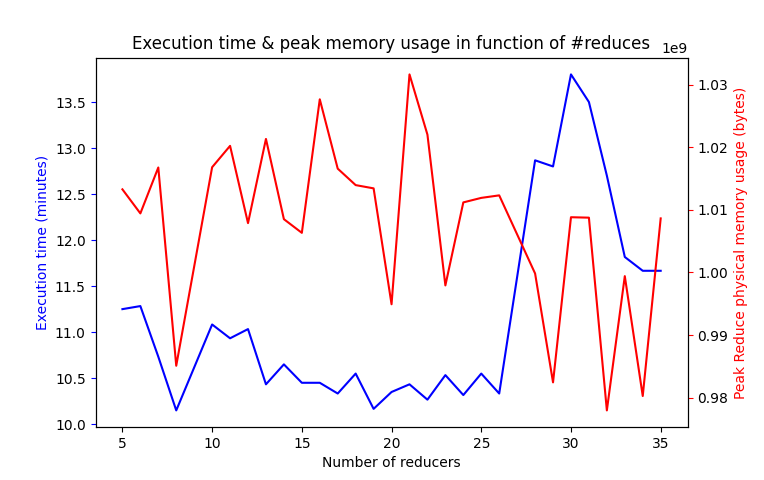 Execution time & peak memory usage in function of #reduces
1e9
13.5
13.0
12.5
12.0
11.5
11.0
10.5
10.0
Execution time (minutes)
1.03
1.02
1.01
1.00
0.99
0.98
Peak Reduce physical memory usage (bytes)
5 10 15 20 25 30 35
Number of reducers